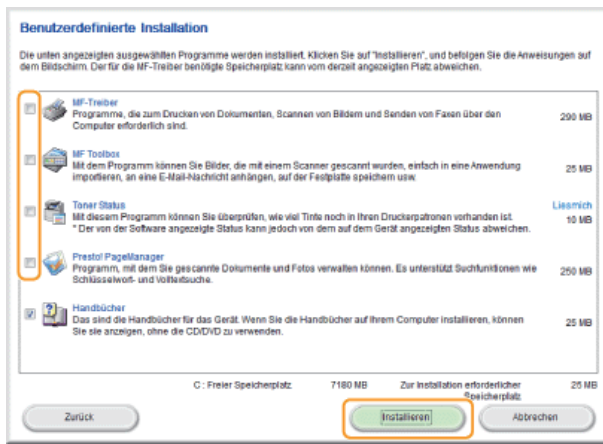 Benutzerdefinierte Installation
Die unten angezeigten ausgewählten Programme werden installiert. Klicken Sie auf "Installieren", und befolgen Sie die Anweisungen auf
dem Bildschirm. Der für die MF-Treiber benötigte Speicherplatz kann vom derzeit angezeigten Platz abweichen.
MF-Treiber
Programme, die zum Drucken von Dokumenten, Scannen von Bildern und Senden von Faxen über den
Computer erforderlich sind.
290 MB
MF Toolbox
Mit dem Programm können Sie Bilder, die mit einem Scanner gescannt wurden, einfach in eine Anwendung
importieren, an eine E-Mail-Nachricht anhängen, auf der Festplatte speichern usw.
25 MB
Toner Status
Liesmich
Mit diesem Programm können Sie überprüfen, wie viel Tinte noch in Ihren Druckerpatronen vorhanden ist.
* Der von der Software angezeigte Status kann jedoch von dem auf dem Gerät angezeigten Status abweichen.
10 MB
Presto! PageManager
Programm, mit dem Sie gescannte Dokumente und Fotos verwalten können. Es unterstützt Suchfunktionen wie
Schlüsselwort- und Volltextsuche.
250 MB
Handbücher
Das sind die Handbücher für das Gerät. Wenn Sie die Handbücher auf Ihrem Computer installieren, können
Sie sie anzeigen, ohne die CD/DVD zu verwenden.
25 MB
C : Freier Speicherplatz 7180 MB Zur Installation erforderlicher Speicherplatz 25 MB
Zurück Installieren Abbrechen